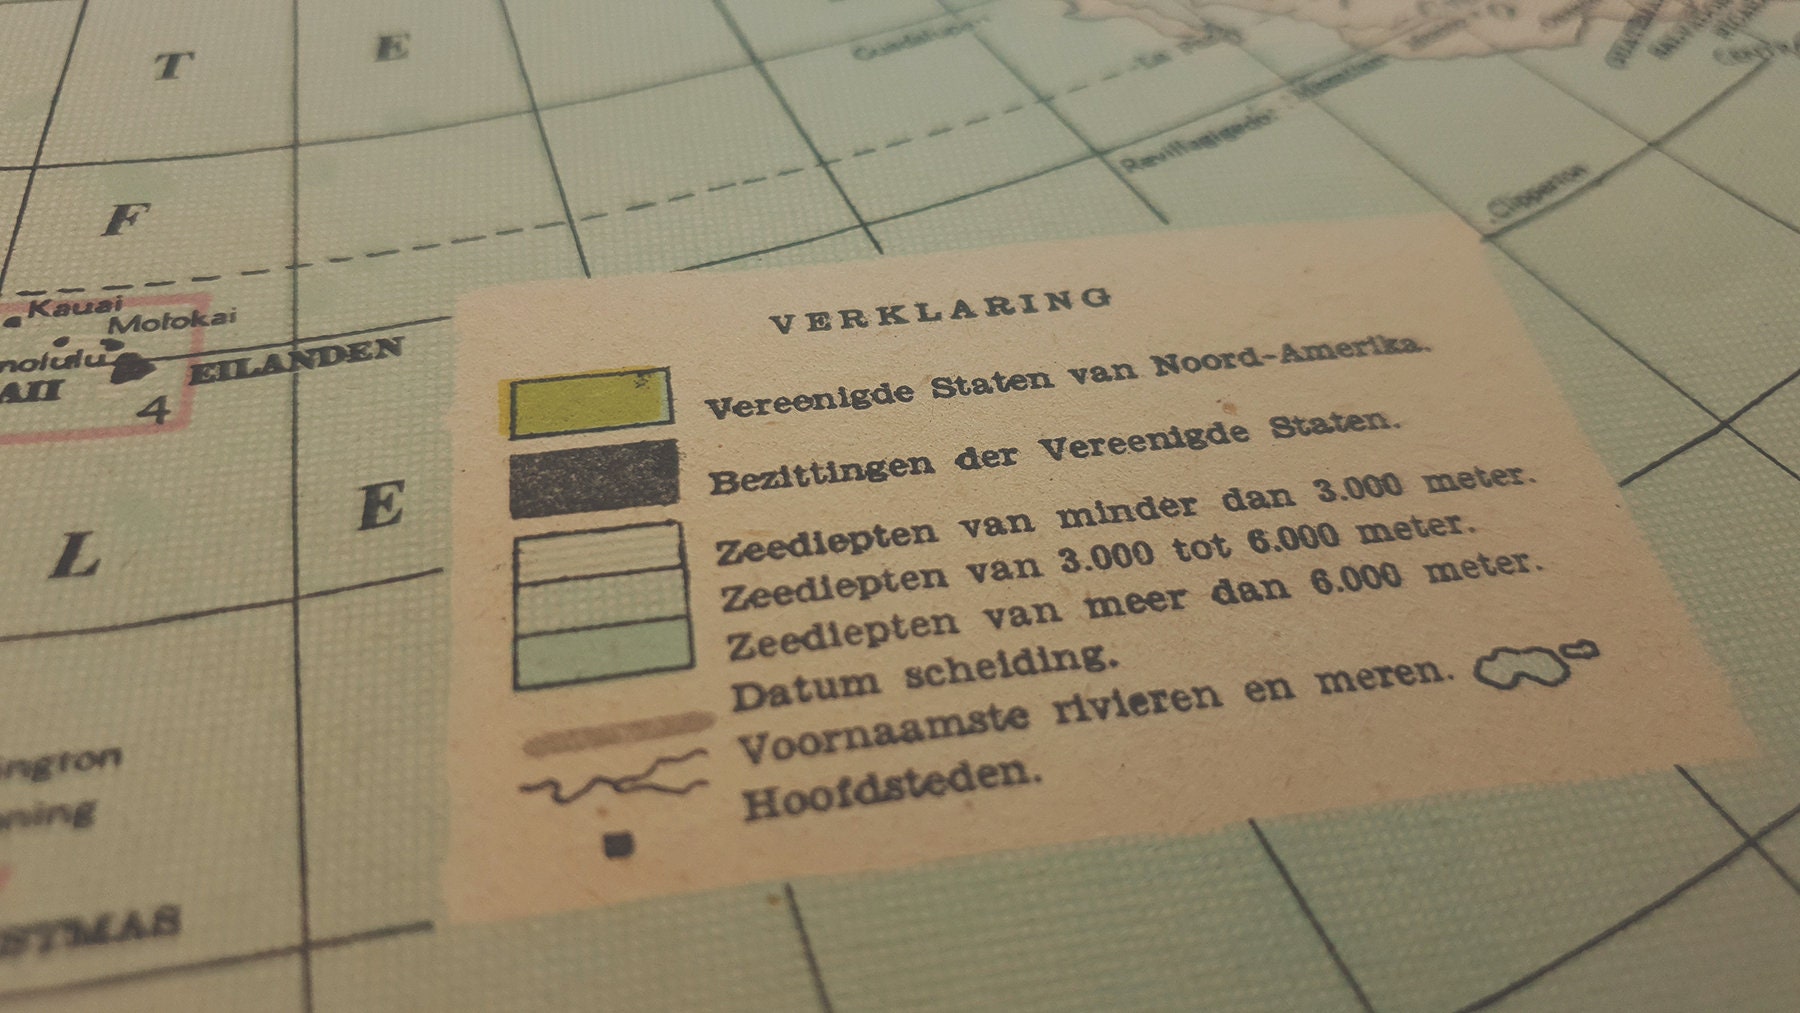 T E
Guadalupe
F
Revillagigedo
Clipperton
Kauai
Molokai
nolulu
AII EILANDEN
4
L E
VERKLARING
Vereenigde Staten van Noord-Amerika.
Bezittingen der Vereenigde Staten.
Zeediepten van minder dan 3.000 meter.
Zeediepten van 3.000 tot 6.000 meter.
Zeediepten van meer dan 6.000 meter.
Datum scheiding.
Voornaamste rivieren en meren.
Hoofdsteden.
ington
ning
STMAS